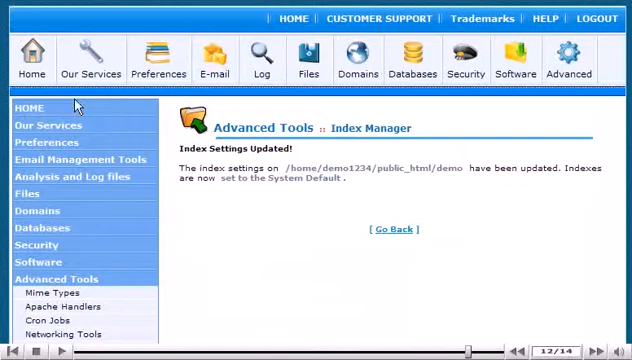 HOME | CUSTOMER SUPPORT | Trademarks | HELP | LOGOUT
Home Our Services Preferences E-mail Log Files Domains Databases Security Software Advanced
HOME
Our Services
Preferences
Email Management Tools
Analysis and Log files
Files
Domains
Databases
Security
Software
Advanced Tools
Mime Types
Apache Handlers
Cron Jobs
Networking Tools
Advanced Tools :: Index Manager
Index Settings Updated!
The index settings on /home/demo1234/public_html/demo have been updated. Indexes
are now set to the System Default .
[ Go Back ]
12/14